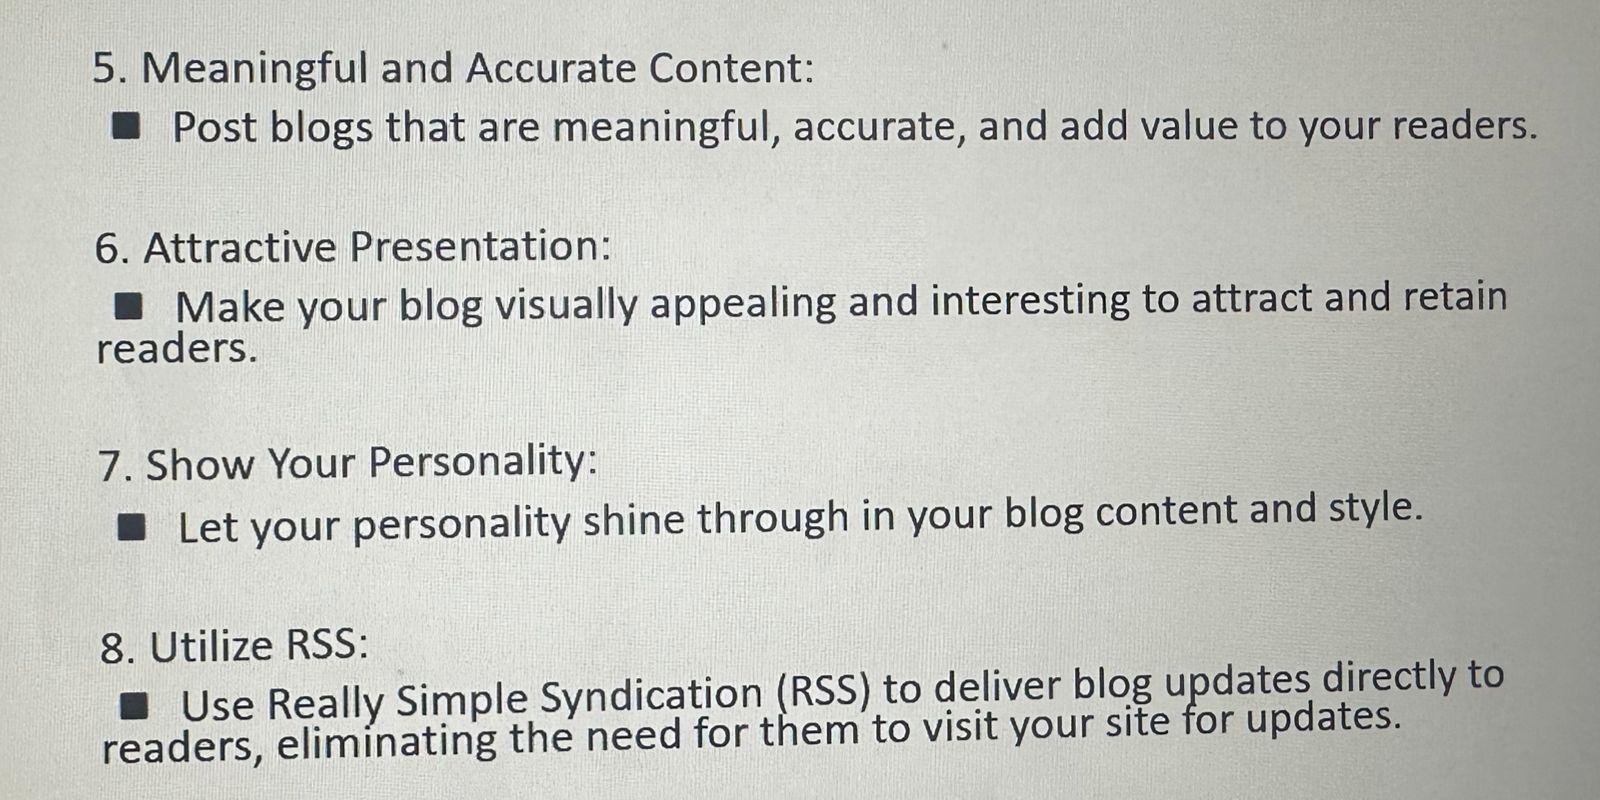 5. Meaningful and Accurate Content:
■ Post blogs that are meaningful, accurate, and add value to your readers.
6. Attractive Presentation:
■ Make your blog visually appealing and interesting to attract and retain
readers.
7. Show Your Personality:
■ Let your personality shine through in your blog content and style.
8. Utilize RSS:
■ Use Really Simple Syndication (RSS) to deliver blog updates directly to
readers, eliminating the need for them to visit your site for updates.